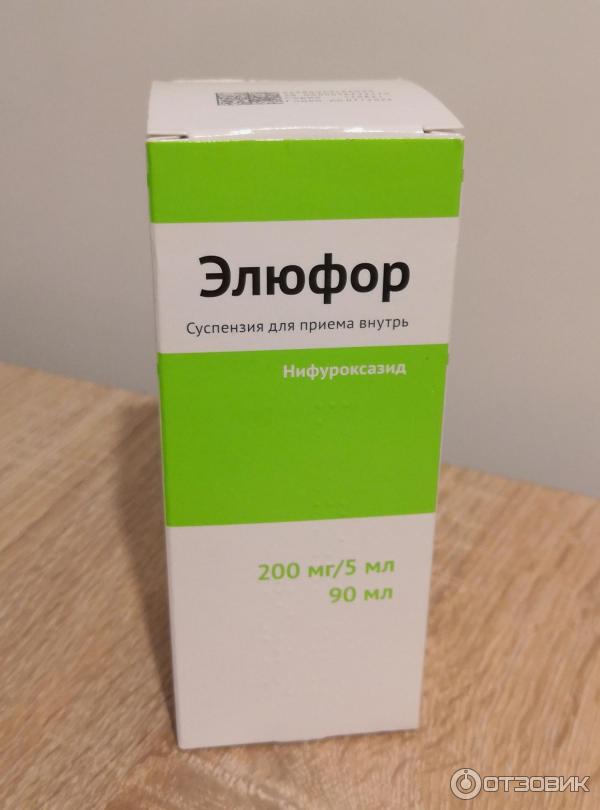 Элюфор
Суспензия для приема внутрь
Нифуроксазид
200 мг/5 мл
90 мл
ОТЗОВИК